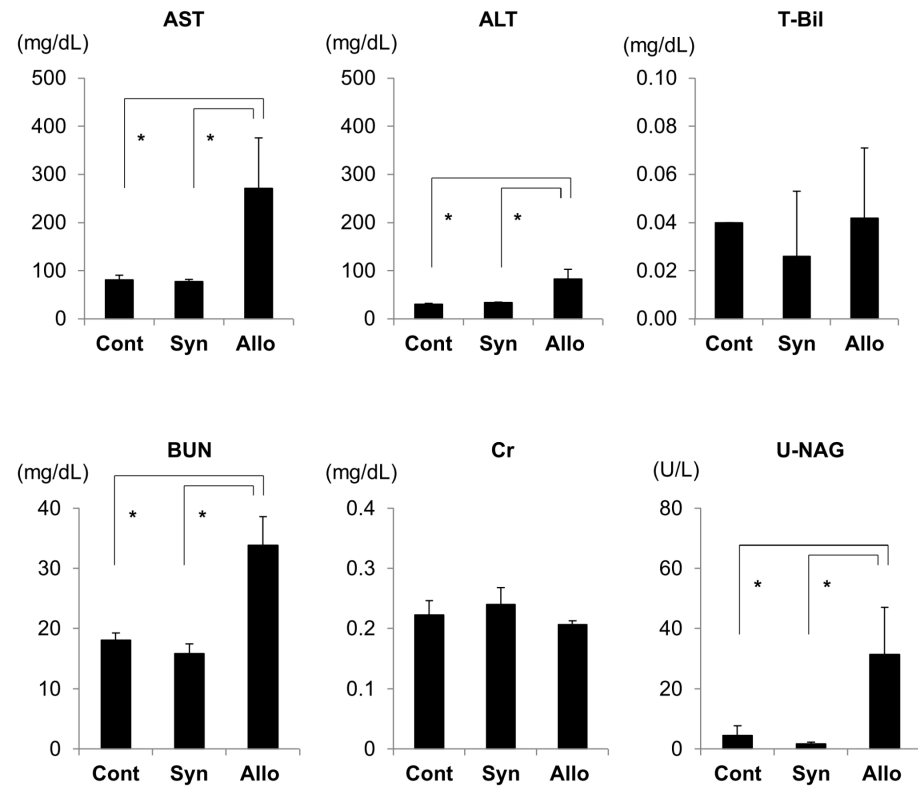 AST
(mg/dL)
500
400
300
200
100
0
* *
Cont Syn Allo
ALT
(mg/dL)
500
400
300
200
100
0
* *
Cont Syn Allo
T-Bil
(mg/dL)
0.10
0.08
0.06
0.04
0.02
0.00
Cont Syn Allo
BUN
(mg/dL)
40
30
20
10
0
* *
Cont Syn Allo
Cr
(mg/dL)
0.4
0.3
0.2
0.1
0
Cont Syn Allo
U-NAG
(U/L)
80
60
40
20
0
* *
Cont Syn Allo